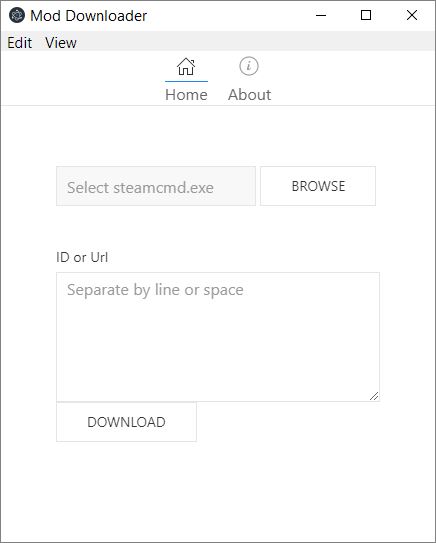 Mod Downloader
Edit View
Home About
Select steamcmd.exe BROWSE
ID or Url
Separate by line or space
DOWNLOAD